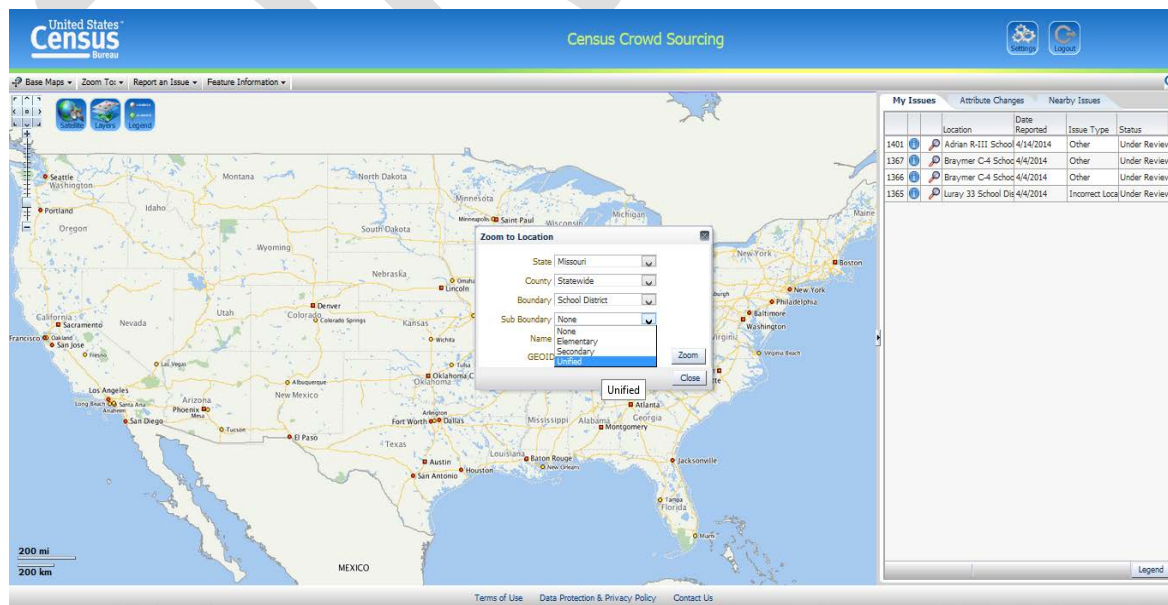 United States™
Census
Bureau
Census Crowd Sourcing
Settings
Logout
Base Maps
Zoom To:
Report an Issue
Feature Information
Satellite
Layers
Legend
My Issues
Attribute Changes
Nearby Issues
Location
Date Reported
Issue Type
Status
1401 Adrian R-III School 4/14/2014 Other Under Review
1367 Braymer C-4 Schoo 4/4/2014 Other Under Review
1366 Braymer C-4 Schoo 4/4/2014 Other Under Review
1365 Luray 33 School Dis 4/4/2014 Incorrect Loca Under Review
Zoom to Location
State Missouri
County Statewide
Boundary School District
Sub Boundary None
None
Elementary
Secondary
Unified
Name
GEOID
Zoom
Close
Unified
Seattle
Washington
Montana
North Dakota
Minnesota
Portland
Oregon
Idaho
Minneapolis
Saint Paul
Wisconsin
Michigan
Maine
South Dakota
Wyoming
New York
Boston
Nebraska
Omaha
Lincoln
New York
Philadelphia
Baltimore
Washington
California
Sacramento
Nevada
Utah
Denver
Colorado
Colorado Springs
Kansas
Francisco
Oakland
San Jose
Fresno
Las Vegas
Wichita
Virginia Beach
Tulsa
Oklahoma C
Oklahoma
Albuquerque
New Mexico
Los Angeles
Long Beach
Santa Ana
Anaheim
San Diego
Arizona
Phoenix
Mesa
Tucson
El Paso
Arlington
Fort Worth
Dallas
Texas
Mississippi
Alabama
Georgia
Atlanta
Montgomery
Louisiana
Baton Rouge
New Orleans
Jacksonville
Austin
Houston
San Antonio
Tampa
Florida
Miami
MEXICO
200 mi
200 km
Legend
Terms of Use
Data Protection & Privacy Policy
Contact Us